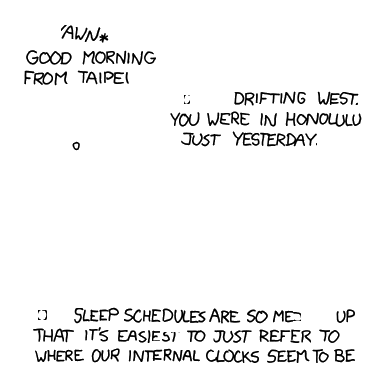 *YAWN*
GOOD MORNING
FROM TAIPEI
DRIFTING WEST.
YOU WERE IN HONOLULU
JUST YESTERDAY.
SLEEP SCHEDULES ARE SO UP
THAT IT'S EASIEST TO JUST REFER TO
WHERE OUR INTERNAL CLOCKS SEEM TO BE